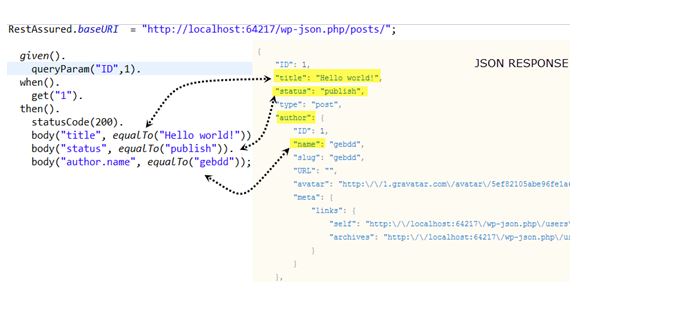 RestAssured.baseURI = "http://localhost:64217/wp-json.php/posts/";
given().
queryParam("ID",1).
when().
get("1").
then().
statusCode(200).
body("title", equalTo("Hello world!"))
body("status", equalTo("publish")).
body("author.name", equalTo("gebdd"));
JSON RESPONSE
{
"ID": 1,
"title": "Hello world!",
"status": "publish",
"type": "post",
"author": {
"ID": 1,
"name": "gebdd",
"slug": "gebdd",
"URL": "",
"avatar": "http:\/\/1.gravatar.com\/avatar\/5ef82105abe96fe1a
"meta": {
"links": {
"self": "http:\/\/localhost:64217\/wp-json.php\/users
"archives": "http:\/\/localhost:64217\/wp-json.php\/u
}
}
},